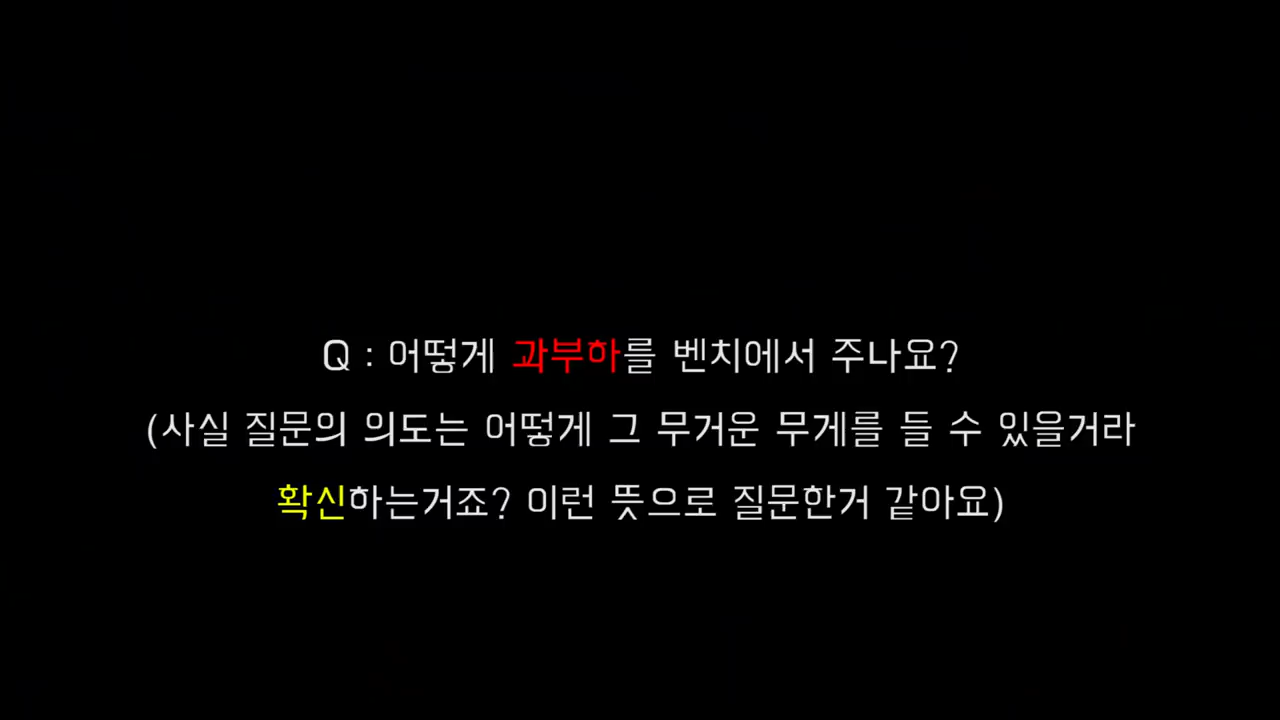 Q : 어떻게 과부하를 벤치에서 주나요?
(사실 질문의 의도는 어떻게 그 무거운 무게를 들 수 있을거라
확신하는거죠? 이런 뜻으로 질문한거 같아요)